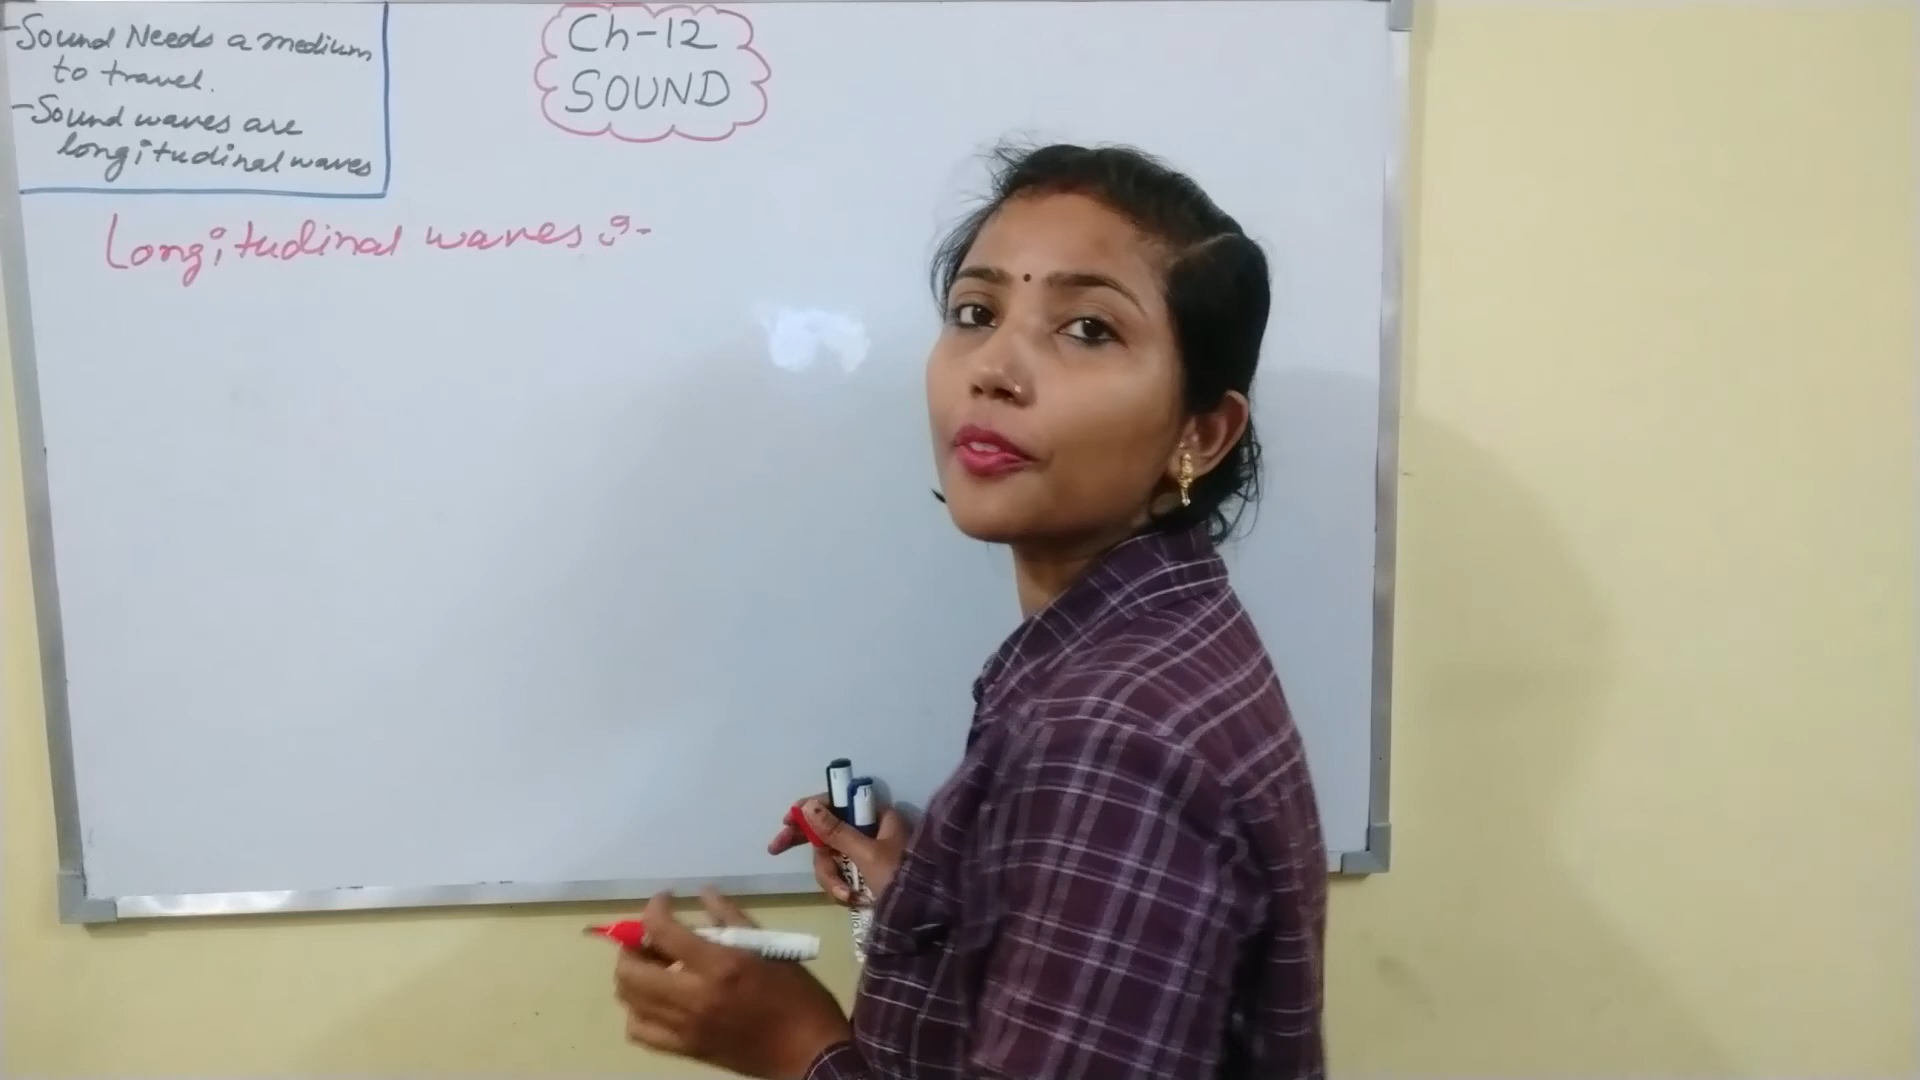 -Sound Needs a medium
to travel.
-Sound waves are
longitudinal waves
Ch-12
SOUND
Longitudinal waves :-